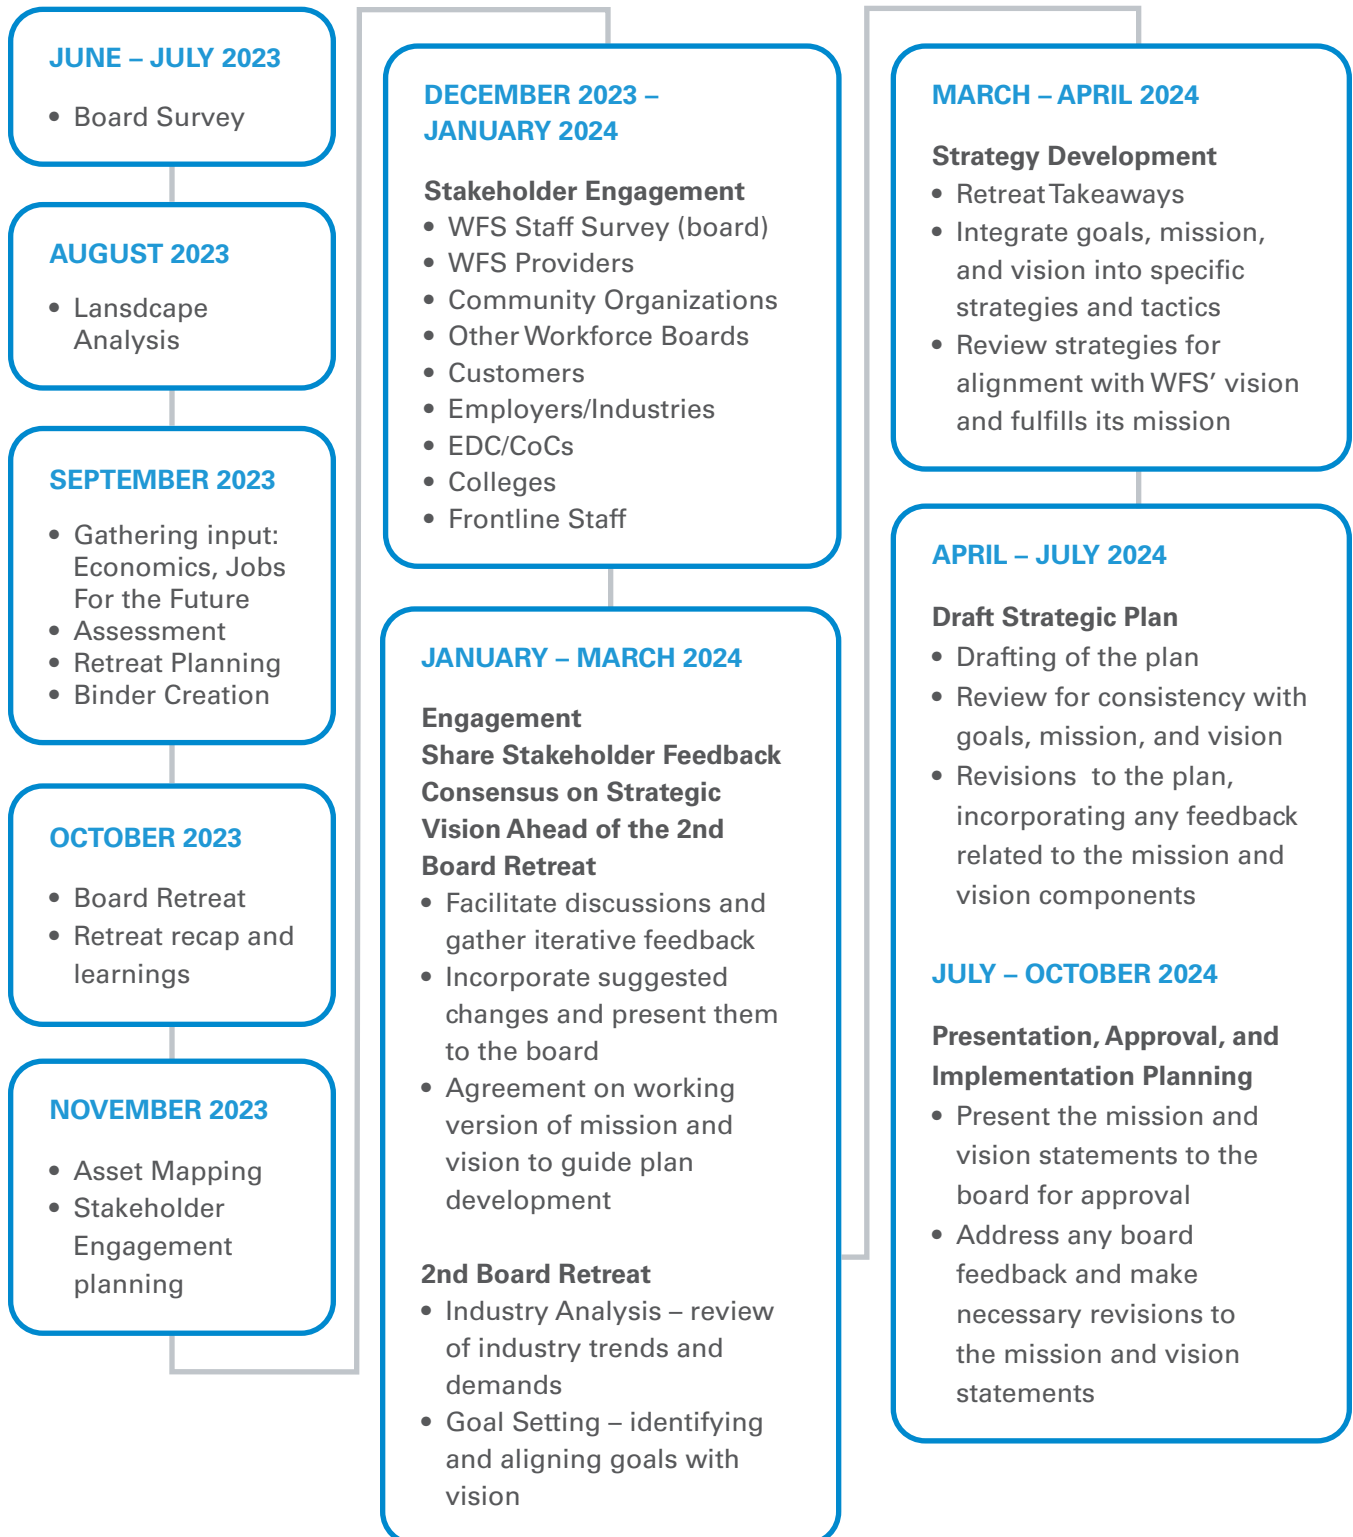 JUNE – JULY 2023
• Board Survey
AUGUST 2023
• Lansdcape
Analysis
SEPTEMBER 2023
• Gathering input:
Economics, Jobs
For the Future
• Assessment
• Retreat Planning
• Binder Creation
OCTOBER 2023
• Board Retreat
• Retreat recap and
learnings
NOVEMBER 2023
• Asset Mapping
• Stakeholder
Engagement
planning
DECEMBER 2023 –
JANUARY 2024
Stakeholder Engagement
• WFS Staff Survey (board)
• WFS Providers
• Community Organizations
• Other Workforce Boards
• Customers
• Employers/Industries
• EDC/CoCs
• Colleges
• Frontline Staff
JANUARY – MARCH 2024
Engagement
Share Stakeholder Feedback
Consensus on Strategic
Vision Ahead of the 2nd
Board Retreat
• Facilitate discussions and
gather iterative feedback
• Incorporate suggested
changes and present them
to the board
• Agreement on working
version of mission and
vision to guide plan
development
2nd Board Retreat
• Industry Analysis – review
of industry trends and
demands
• Goal Setting – identifying
and aligning goals with
vision
MARCH – APRIL 2024
Strategy Development
• Retreat Takeaways
• Integrate goals, mission,
and vision into specific
strategies and tactics
• Review strategies for
alignment with WFS’ vision
and fulfills its mission
APRIL – JULY 2024
Draft Strategic Plan
• Drafting of the plan
• Review for consistency with
goals, mission, and vision
• Revisions to the plan,
incorporating any feedback
related to the mission and
vision components
JULY – OCTOBER 2024
Presentation, Approval, and
Implementation Planning
• Present the mission and
vision statements to the
board for approval
• Address any board
feedback and make
necessary revisions to
the mission and vision
statements